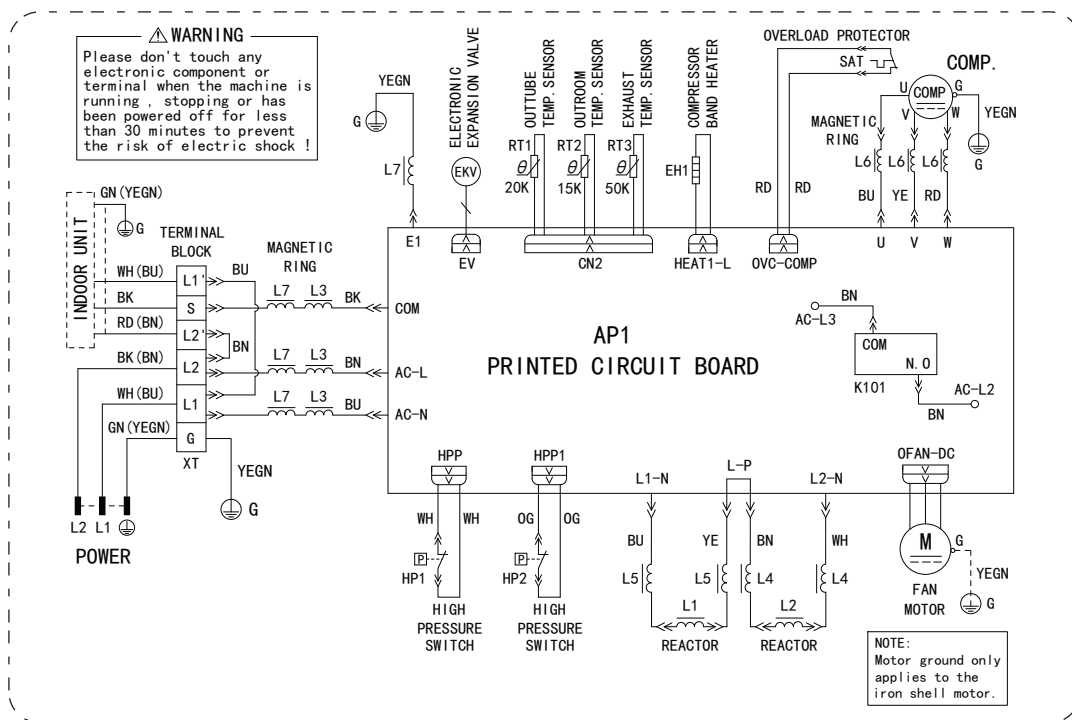 WARNING
Please don't touch any
electronic component or
terminal when the machine is
running , stopping or has
been powered off for less
than 30 minutes to prevent
the risk of electric shock !
YEGN
G
L7
E1
ELECTRONIC
EXPANSION VALVE
EKV
EV
OUTTUBE
TEMP. SENSOR
OUTROOM
TEMP. SENSOR
EXHAUST
TEMP. SENSOR
RT1
RT2
RT3
θ
θ
θ
20K
15K
50K
CN2
COMPRESSOR
BAND HEATER
EH1
HEAT1-L
OVERLOAD PROTECTOR
SAT
RD
RD
OVC-COMP
COMP.
U
COMP
G
V
W
YEGN
G
MAGNETIC
RING
L6
L6
L6
BU
YE
RD
U
V
W
INDOOR UNIT
GN(YEGN)
G
TERMINAL
BLOCK
MAGNETIC
RING
WH(BU)
L1'
BU
BK
S
L7
L3
BK
COM
RD(BN)
L2'
BN
BK(BN)
L2
L7
L3
BN
AC-L
WH(BU)
L1
L7
L3
BU
AC-N
GN(YEGN)
G
XT
YEGN
G
L2
L1
POWER
AP1
PRINTED CIRCUIT BOARD
BN
AC-L3
COM
N.O
K101
AC-L2
BN
HPP
WH
WH
P
HP1
HIGH
PRESSURE
SWITCH
HPP1
OG
OG
P
HP2
HIGH
PRESSURE
SWITCH
L1-N
L-P
L2-N
BU
YE
BN
WH
L5
L5
L4
L4
L1
L2
REACTOR
REACTOR
OFAN-DC
M
G
YEGN
G
FAN
MOTOR
NOTE:
Motor ground only
applies to the
iron shell motor.